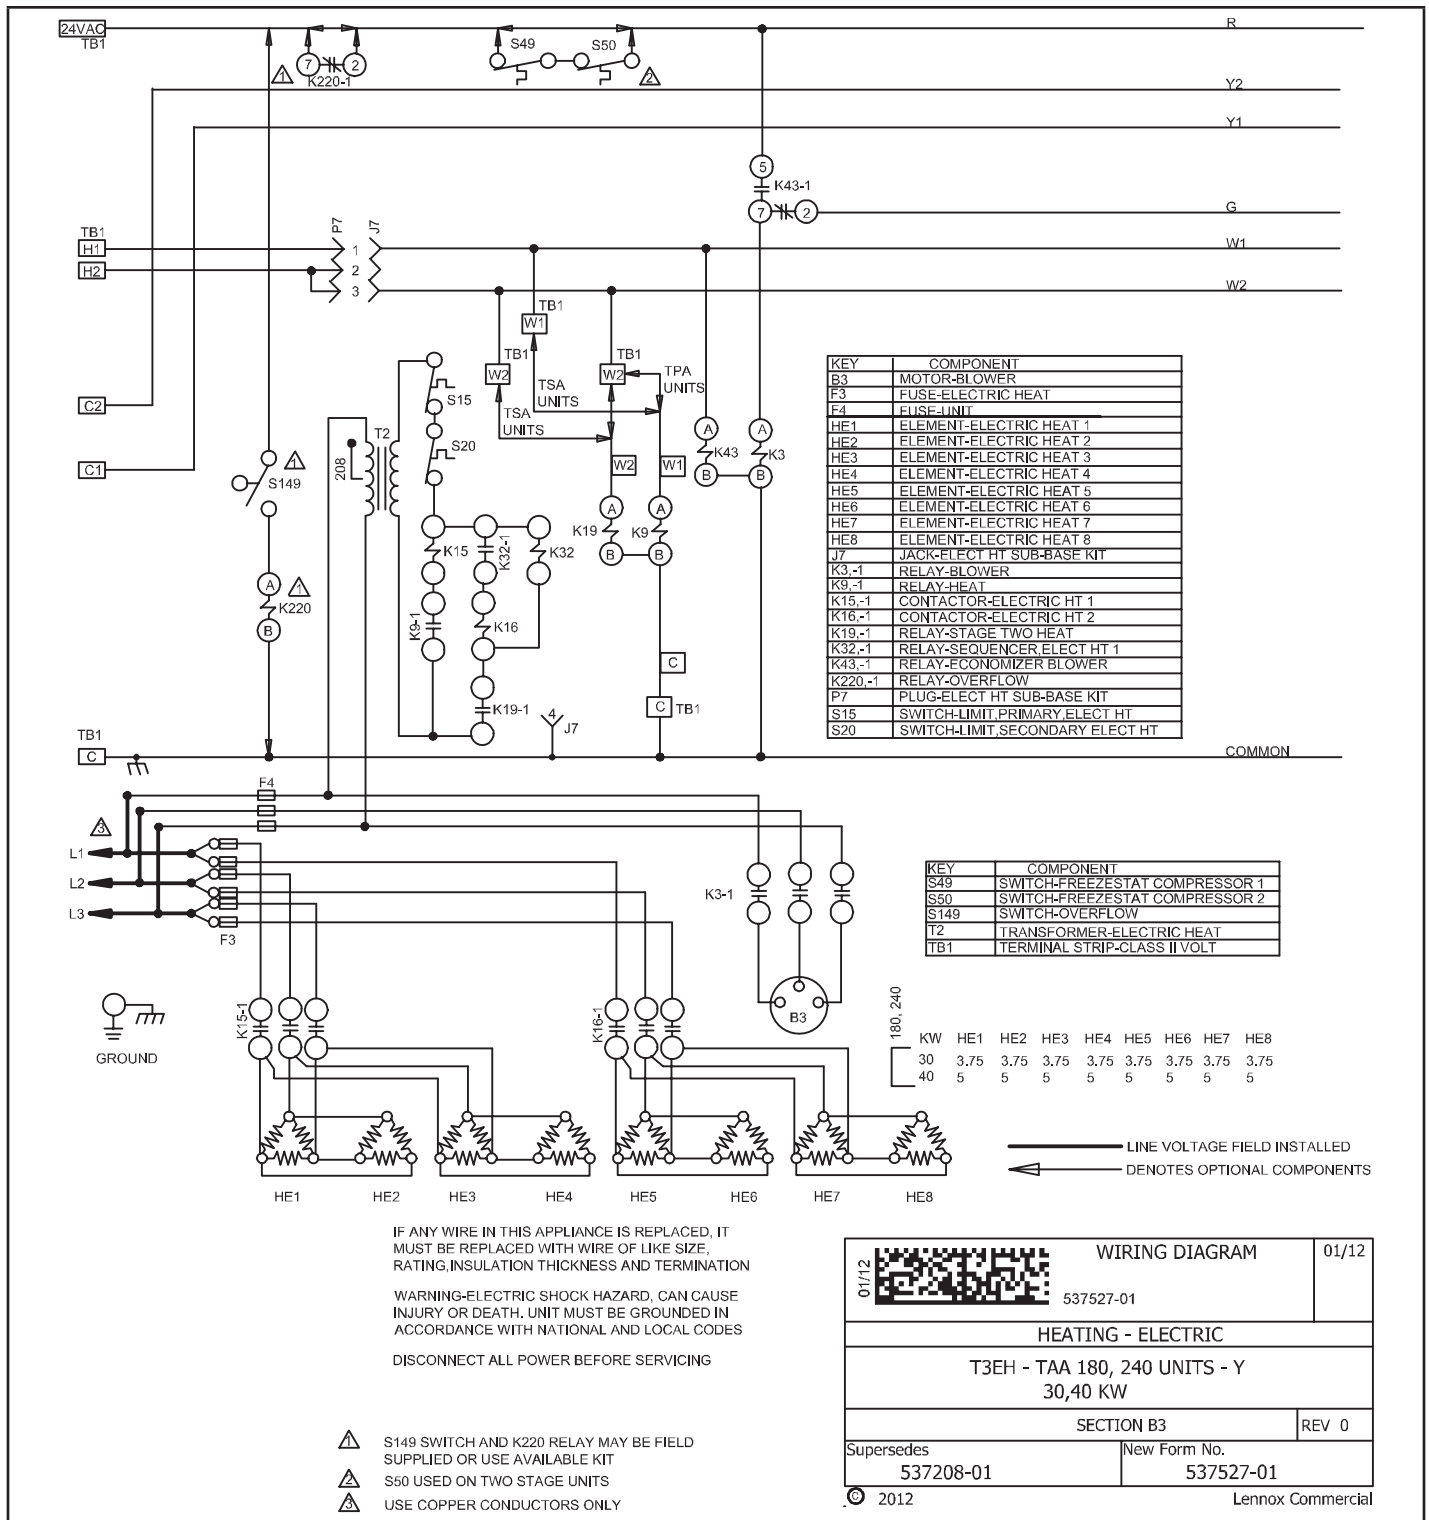 24VAC
TB1
R
S49
S50
7
2
K220-1
1
2
Y2
Y1
5
K43-1
7
2
G
TB1
P7
J7
H1
1
W1
H2
2
3
W2
TB1
W1
TB1
W2
TB1
W2
TPA
UNITS
TSA
UNITS
TSA
UNITS
S15
C2
T2
208
S20
A
K43
B
A
K3
B
C1
1
S149
W2
W1
A
K19
B
A
K9
B
K15
K32-1
K32
A
1
K220
B
K9-1
K16
C
K19-1
C
TB1
4
J7
TB1
C
COMMON
KEY COMPONENT
B3 MOTOR-BLOWER
F3 FUSE-ELECTRIC HEAT
F4 FUSE-UNIT
HE1 ELEMENT-ELECTRIC HEAT 1
HE2 ELEMENT-ELECTRIC HEAT 2
HE3 ELEMENT-ELECTRIC HEAT 3
HE4 ELEMENT-ELECTRIC HEAT 4
HE5 ELEMENT-ELECTRIC HEAT 5
HE6 ELEMENT-ELECTRIC HEAT 6
HE7 ELEMENT-ELECTRIC HEAT 7
HE8 ELEMENT-ELECTRIC HEAT 8
J7 JACK-ELECT HT SUB-BASE KIT
K3,-1 RELAY-BLOWER
K9,-1 RELAY-HEAT
K15,-1 CONTACTOR-ELECTRIC HT 1
K16,-1 CONTACTOR-ELECTRIC HT 2
K19,-1 RELAY-STAGE TWO HEAT
K32,-1 RELAY-SEQUENCER,ELECT HT 1
K43,-1 RELAY-ECONOMIZER BLOWER
K220,-1 RELAY-OVERFLOW
P7 PLUG-ELECT HT SUB-BASE KIT
S15 SWITCH-LIMIT,PRIMARY,ELECT HT
S20 SWITCH-LIMIT,SECONDARY ELECT HT
F4
3
L1
L2
L3
F3
K3-1
B3
KEY COMPONENT
S49 SWITCH-FREEZESTAT COMPRESSOR 1
S50 SWITCH-FREEZESTAT COMPRESSOR 2
S149 SWITCH-OVERFLOW
T2 TRANSFORMER-ELECTRIC HEAT
TB1 TERMINAL STRIP-CLASS II VOLT
GROUND
K15-1
K16-1
180, 240
KW HE1 HE2 HE3 HE4 HE5 HE6 HE7 HE8
30 3.75 3.75 3.75 3.75 3.75 3.75 3.75 3.75
40 5 5 5 5 5 5 5 5
LINE VOLTAGE FIELD INSTALLED
DENOTES OPTIONAL COMPONENTS
HE1 HE2 HE3 HE4 HE5 HE6 HE7 HE8
IF ANY WIRE IN THIS APPLIANCE IS REPLACED, IT
MUST BE REPLACED WITH WIRE OF LIKE SIZE,
RATING,INSULATION THICKNESS AND TERMINATION
WARNING-ELECTRIC SHOCK HAZARD, CAN CAUSE
INJURY OR DEATH. UNIT MUST BE GROUNDED IN
ACCORDANCE WITH NATIONAL AND LOCAL CODES
DISCONNECT ALL POWER BEFORE SERVICING
1 S149 SWITCH AND K220 RELAY MAY BE FIELD
SUPPLIED OR USE AVAILABLE KIT
2 S50 USED ON TWO STAGE UNITS
3 USE COPPER CONDUCTORS ONLY
01/12
WIRING DIAGRAM
01/12
537527-01
HEATING - ELECTRIC
T3EH - TAA 180, 240 UNITS - Y
30,40 KW
SECTION B3
REV 0
Supersedes
537208-01
New Form No.
537527-01
© 2012
Lennox Commercial